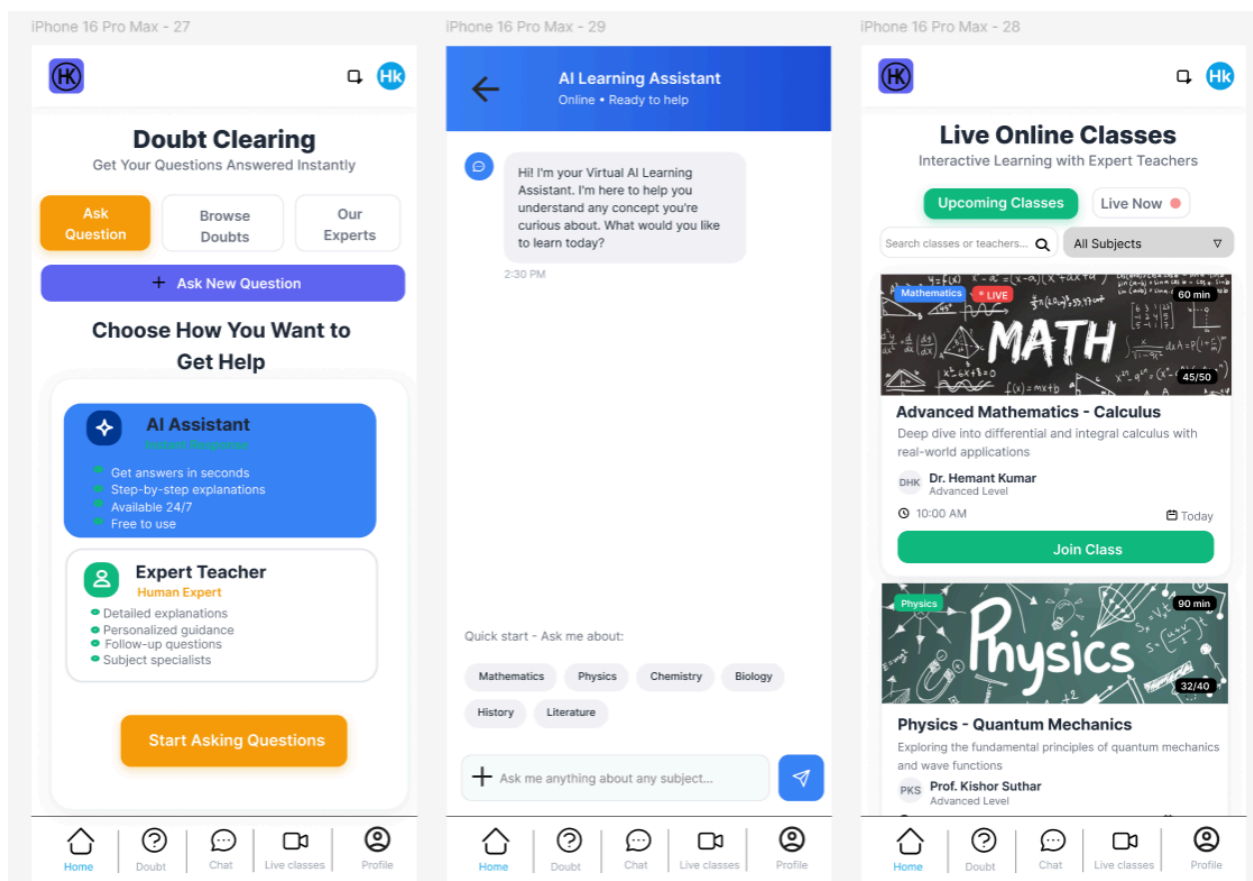 iPhone 16 Pro Max - 27
HK
Hk
Doubt Clearing
Get Your Questions Answered Instantly
Ask
Question
Browse
Doubts
Our
Experts
+ Ask New Question
Choose How You Want to
Get Help
AI Assistant
Instant Response
Get answers in seconds
Step-by-step explanations
Available 24/7
Free to use
Expert Teacher
Human Expert
Detailed explanations
Personalized guidance
Follow-up questions
Subject specialists
Start Asking Questions
Home
Doubt
Chat
Live classes
Profile
iPhone 16 Pro Max - 29
AI Learning Assistant
Online • Ready to help
Hi! I'm your Virtual AI Learning
Assistant. I'm here to help you
understand any concept you're
curious about. What would you like
to learn today?
2:30 PM
Quick start - Ask me about:
Mathematics
Physics
Chemistry
Biology
History
Literature
Ask me anything about any subject...
Home
Doubt
Chat
Live classes
Profile
iPhone 16 Pro Max - 28
HK
Hk
Live Online Classes
Interactive Learning with Expert Teachers
Upcoming Classes
Live Now
Search classes or teachers...
All Subjects
Mathematics
* LIVE
60 min
MATH
x²-6x+8=0
f(x)=mx+b
45/50
Advanced Mathematics - Calculus
Deep dive into differential and integral calculus with
real-world applications
DHK
Dr. Hemant Kumar
Advanced Level
10:00 AM
Today
Join Class
Physics
90 min
Physics
32/40
Physics - Quantum Mechanics
Exploring the fundamental principles of quantum mechanics
and wave functions
PKS
Prof. Kishor Suthar
Advanced Level
Home
Doubt
Chat
Live classes
Profile